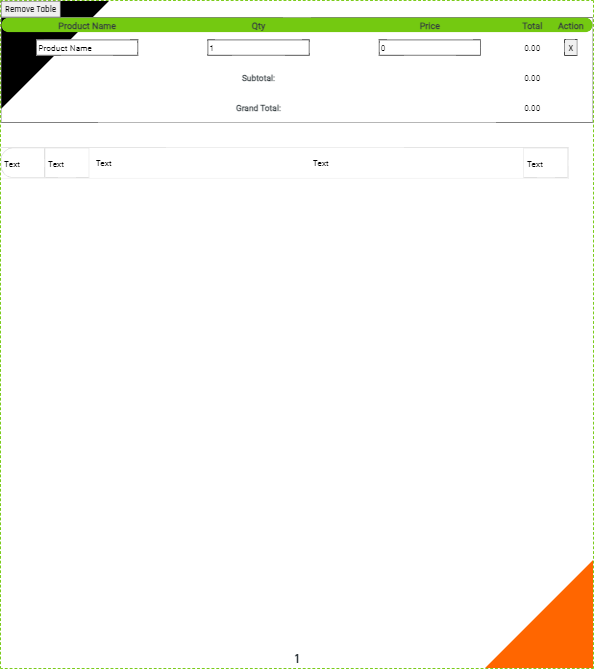 Remove Table
Product Name Qty Price Total Action
Product Name 1 0 0.00 X
Subtotal: 0.00
Grand Total: 0.00
Text Text Text Text Text
1